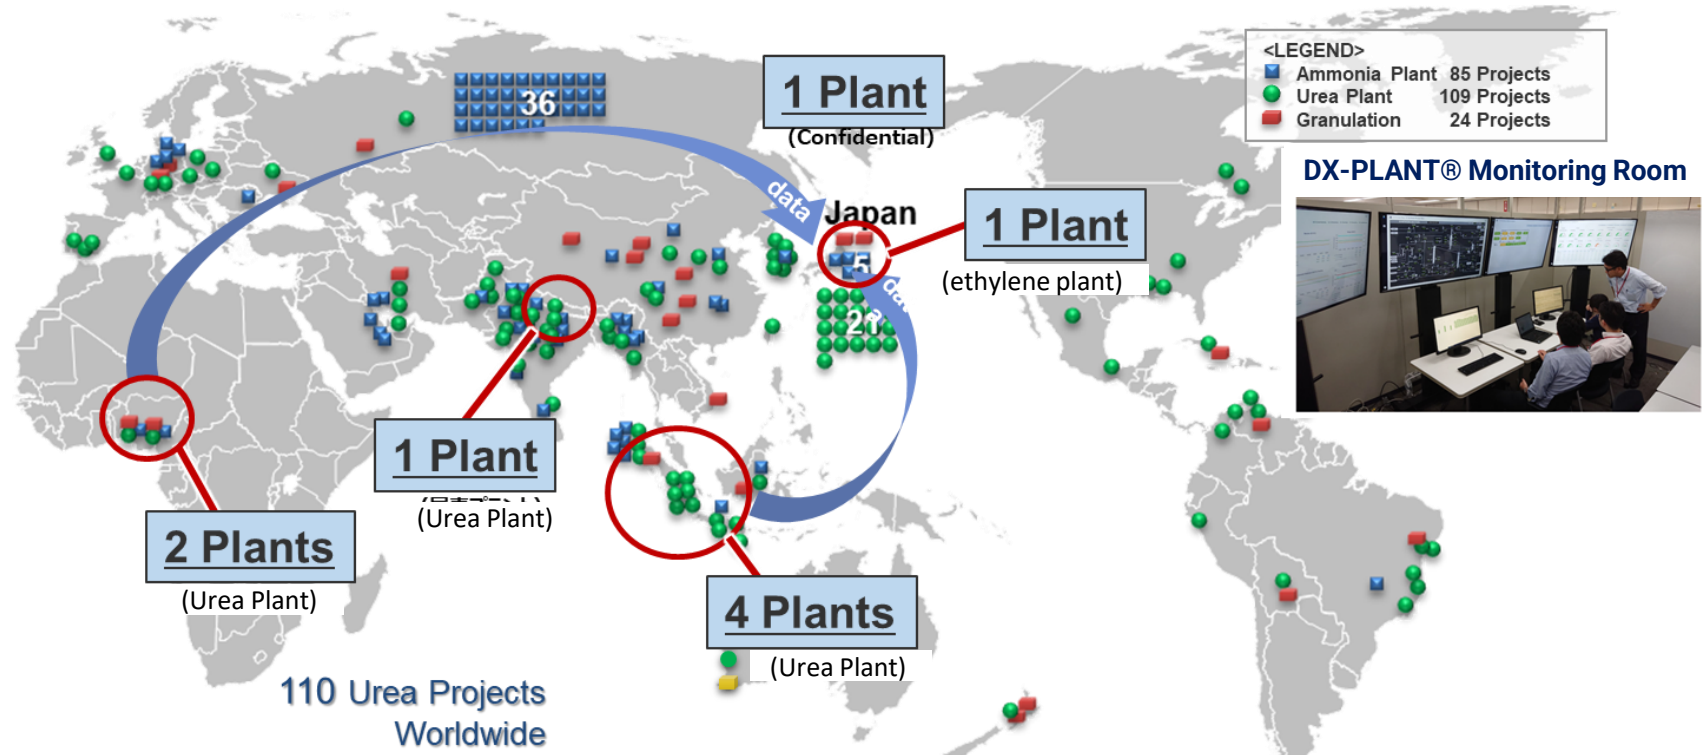 <LEGEND>
Ammonia Plant 85 Projects
Urea Plant 109 Projects
Granulation 24 Projects
DX-PLANT® Monitoring Room
36
1 Plant
(Confidential)
data
Japan
1 Plant
(ethylene plant)
5
21
1 Plant
(Urea Plant)
2 Plants
(Urea Plant)
4 Plants
(Urea Plant)
110 Urea Projects
Worldwide